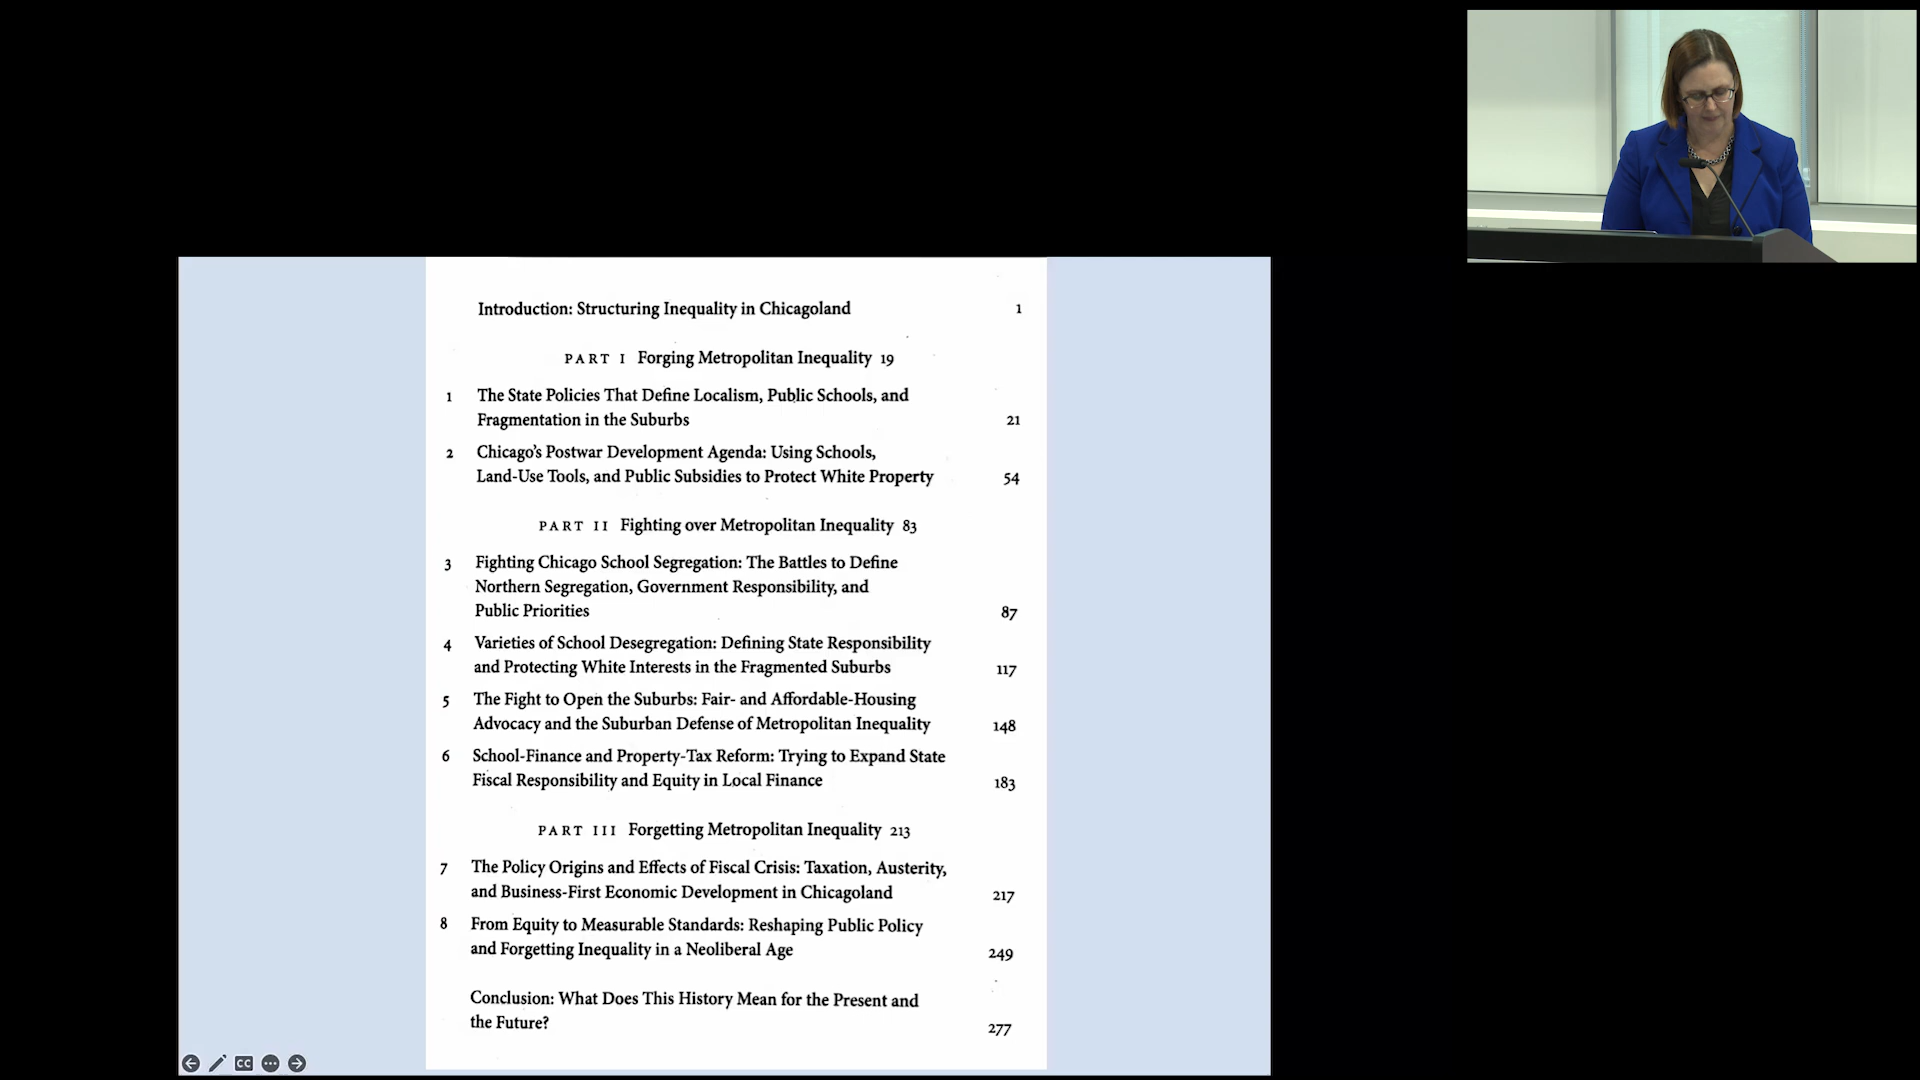 Introduction: Structuring Inequality in Chicagoland 1
PART I Forging Metropolitan Inequality 19
1 The State Policies That Define Localism, Public Schools, and
Fragmentation in the Suburbs 21
2 Chicago's Postwar Development Agenda: Using Schools,
Land-Use Tools, and Public Subsidies to Protect White Property 54
PART II Fighting over Metropolitan Inequality 83
3 Fighting Chicago School Segregation: The Battles to Define
Northern Segregation, Government Responsibility, and
Public Priorities 87
4 Varieties of School Desegregation: Defining State Responsibility
and Protecting White Interests in the Fragmented Suburbs 117
5 The Fight to Open the Suburbs: Fair- and Affordable-Housing
Advocacy and the Suburban Defense of Metropolitan Inequality 148
6 School-Finance and Property-Tax Reform: Trying to Expand State
Fiscal Responsibility and Equity in Local Finance 183
PART III Forgetting Metropolitan Inequality 213
7 The Policy Origins and Effects of Fiscal Crisis: Taxation, Austerity,
and Business-First Economic Development in Chicagoland 217
8 From Equity to Measurable Standards: Reshaping Public Policy
and Forgetting Inequality in a Neoliberal Age 249
Conclusion: What Does This History Mean for the Present and
the Future? 277
CC